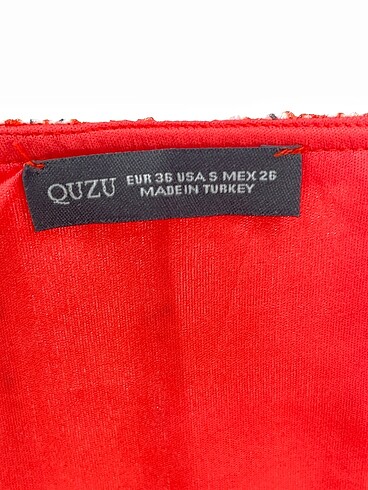 QUZU EUR 36 USA S MEX 26
MADE IN TURKEY